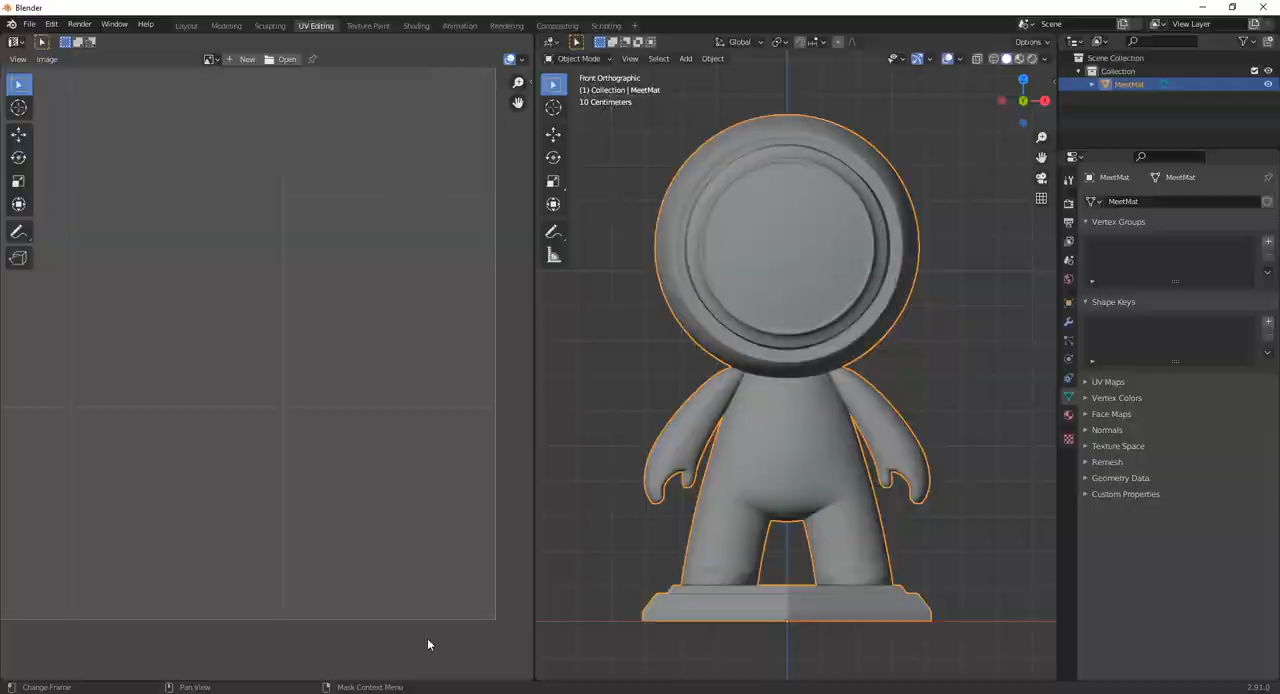 Blender
File Edit Render Window Help Layout Modeling Sculpting UV Editing Texture Paint Shading Animation Rendering Compositing Scripting + Scene View Layer
Global Options
View Image + New Open Object Mode View Select Add Object
Front Orthographic
(1) Collection | MeetMat
10 Centimeters
Scene Collection
Collection
MeetMat
MeetMat MeetMat
MeetMat
Vertex Groups
Shape Keys
UV Maps
Vertex Colors
Face Maps
Normals
Texture Space
Remesh
Geometry Data
Custom Properties
Change Frame Pan View Mask Context Menu 2.91.0